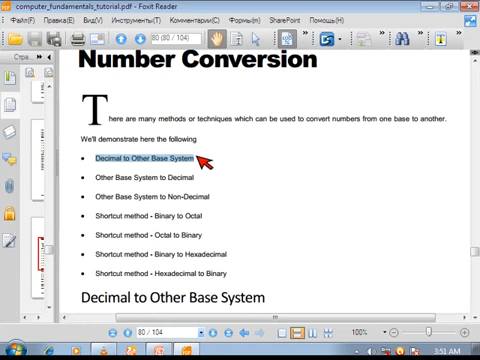 computer_fundamentals_tutorial.pdf - Foxit Reader
Файл(F) Правка(E) Вид(V) Инструменты(T) Комментарии(C) Формы(m) SharePoint Помощь(H)
80 (80 / 104)
Стра...
Number Conversion
There are many methods or techniques which can be used to convert numbers from one base to another.
We'll demonstrate here the following
• Decimal to Other Base System
• Other Base System to Decimal
• Other Base System to Non-Decimal
• Shortcut method - Binary to Octal
• Shortcut method - Octal to Binary
• Shortcut method - Binary to Hexadecimal
• Shortcut method - Hexadecimal to Binary
Decimal to Other Base System
80 / 104
100%
3:51 AM